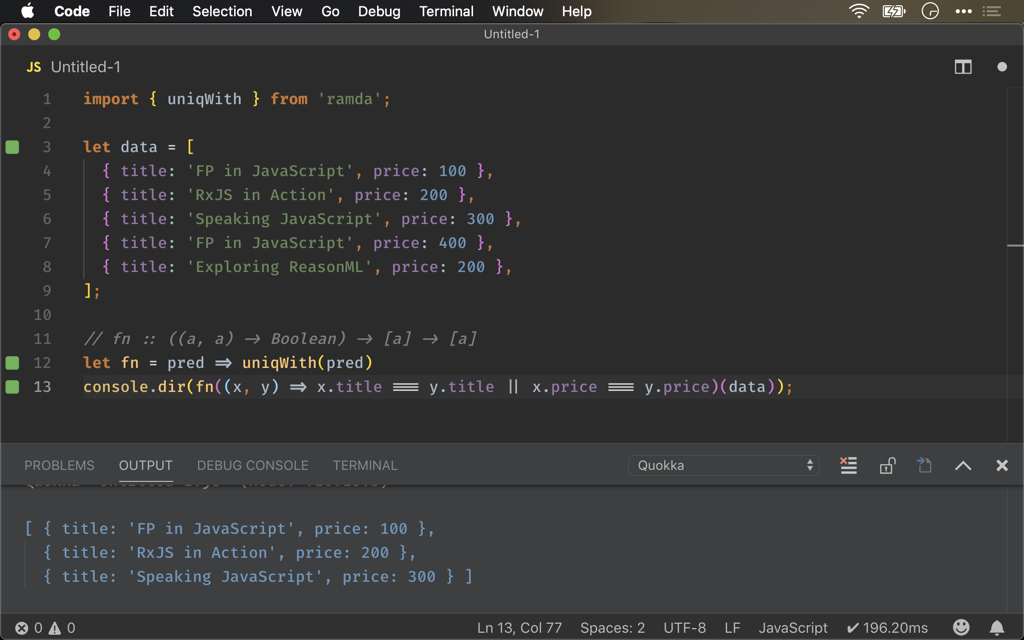 Code File Edit Selection View Go Debug Terminal Window Help
Untitled-1
JS Untitled-1
1 import { uniqWith } from 'ramda';
2
3 let data = [
4 { title: 'FP in JavaScript', price: 100 },
5 { title: 'RxJS in Action', price: 200 },
6 { title: 'Speaking JavaScript', price: 300 },
7 { title: 'FP in JavaScript', price: 400 },
8 { title: 'Exploring ReasonML', price: 200 },
9 ];
10
11 // fn :: ((a, a) → Boolean) → [a] → [a]
12 let fn = pred ⇒ uniqWith(pred)
13 console.dir(fn((x, y) ⇒ x.title ≡ y.title || x.price ≡ y.price)(data));
PROBLEMS OUTPUT DEBUG CONSOLE TERMINAL Quokka
[ { title: 'FP in JavaScript', price: 100 },
{ title: 'RxJS in Action', price: 200 },
{ title: 'Speaking JavaScript', price: 300 } ]
0 0 Ln 13, Col 77 Spaces: 2 UTF-8 LF JavaScript ✔ 196.20ms